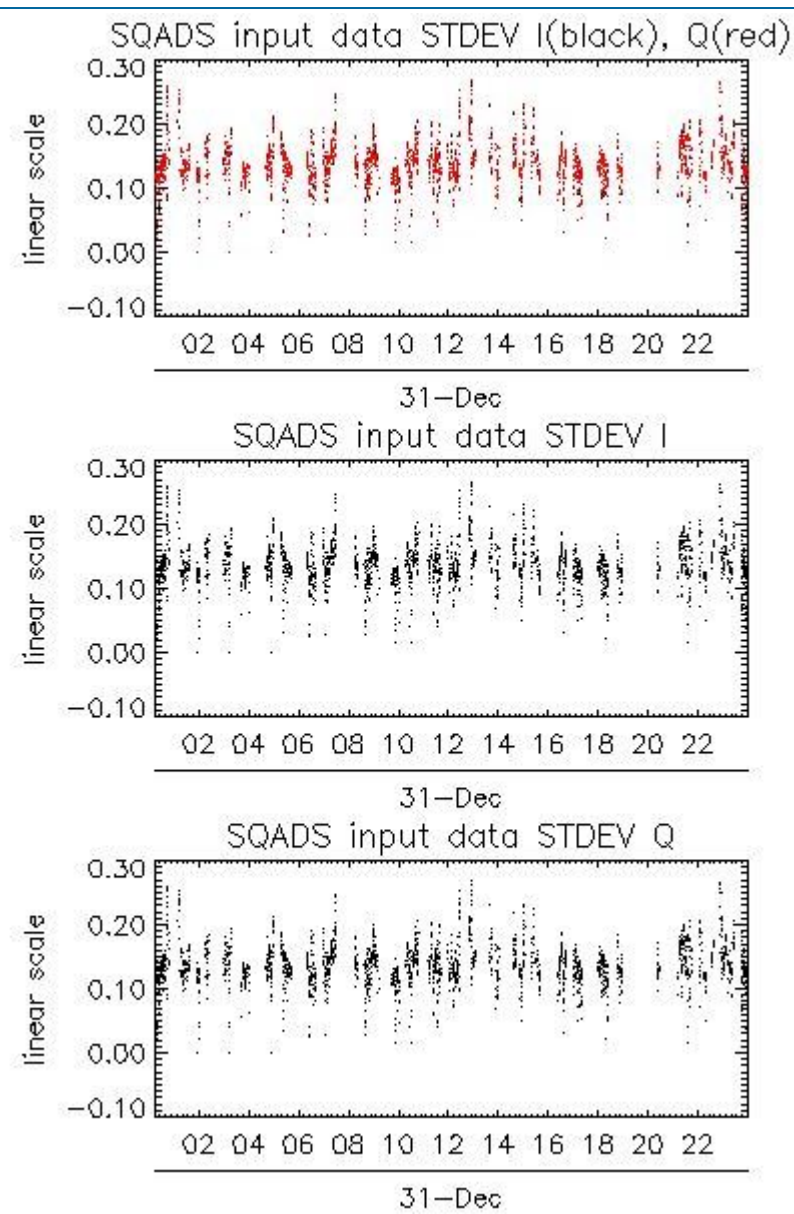 SQADS input data STDEV I(black), Q(red)
0.30
0.20
0.10
0.00
−0.10
linear scale
02 04 06 08 10 12 14 16 18 20 22
31−Dec
SQADS input data STDEV I
0.30
0.20
0.10
0.00
−0.10
linear scale
02 04 06 08 10 12 14 16 18 20 22
31−Dec
SQADS input data STDEV Q
0.30
0.20
0.10
0.00
−0.10
linear scale
02 04 06 08 10 12 14 16 18 20 22
31−Dec